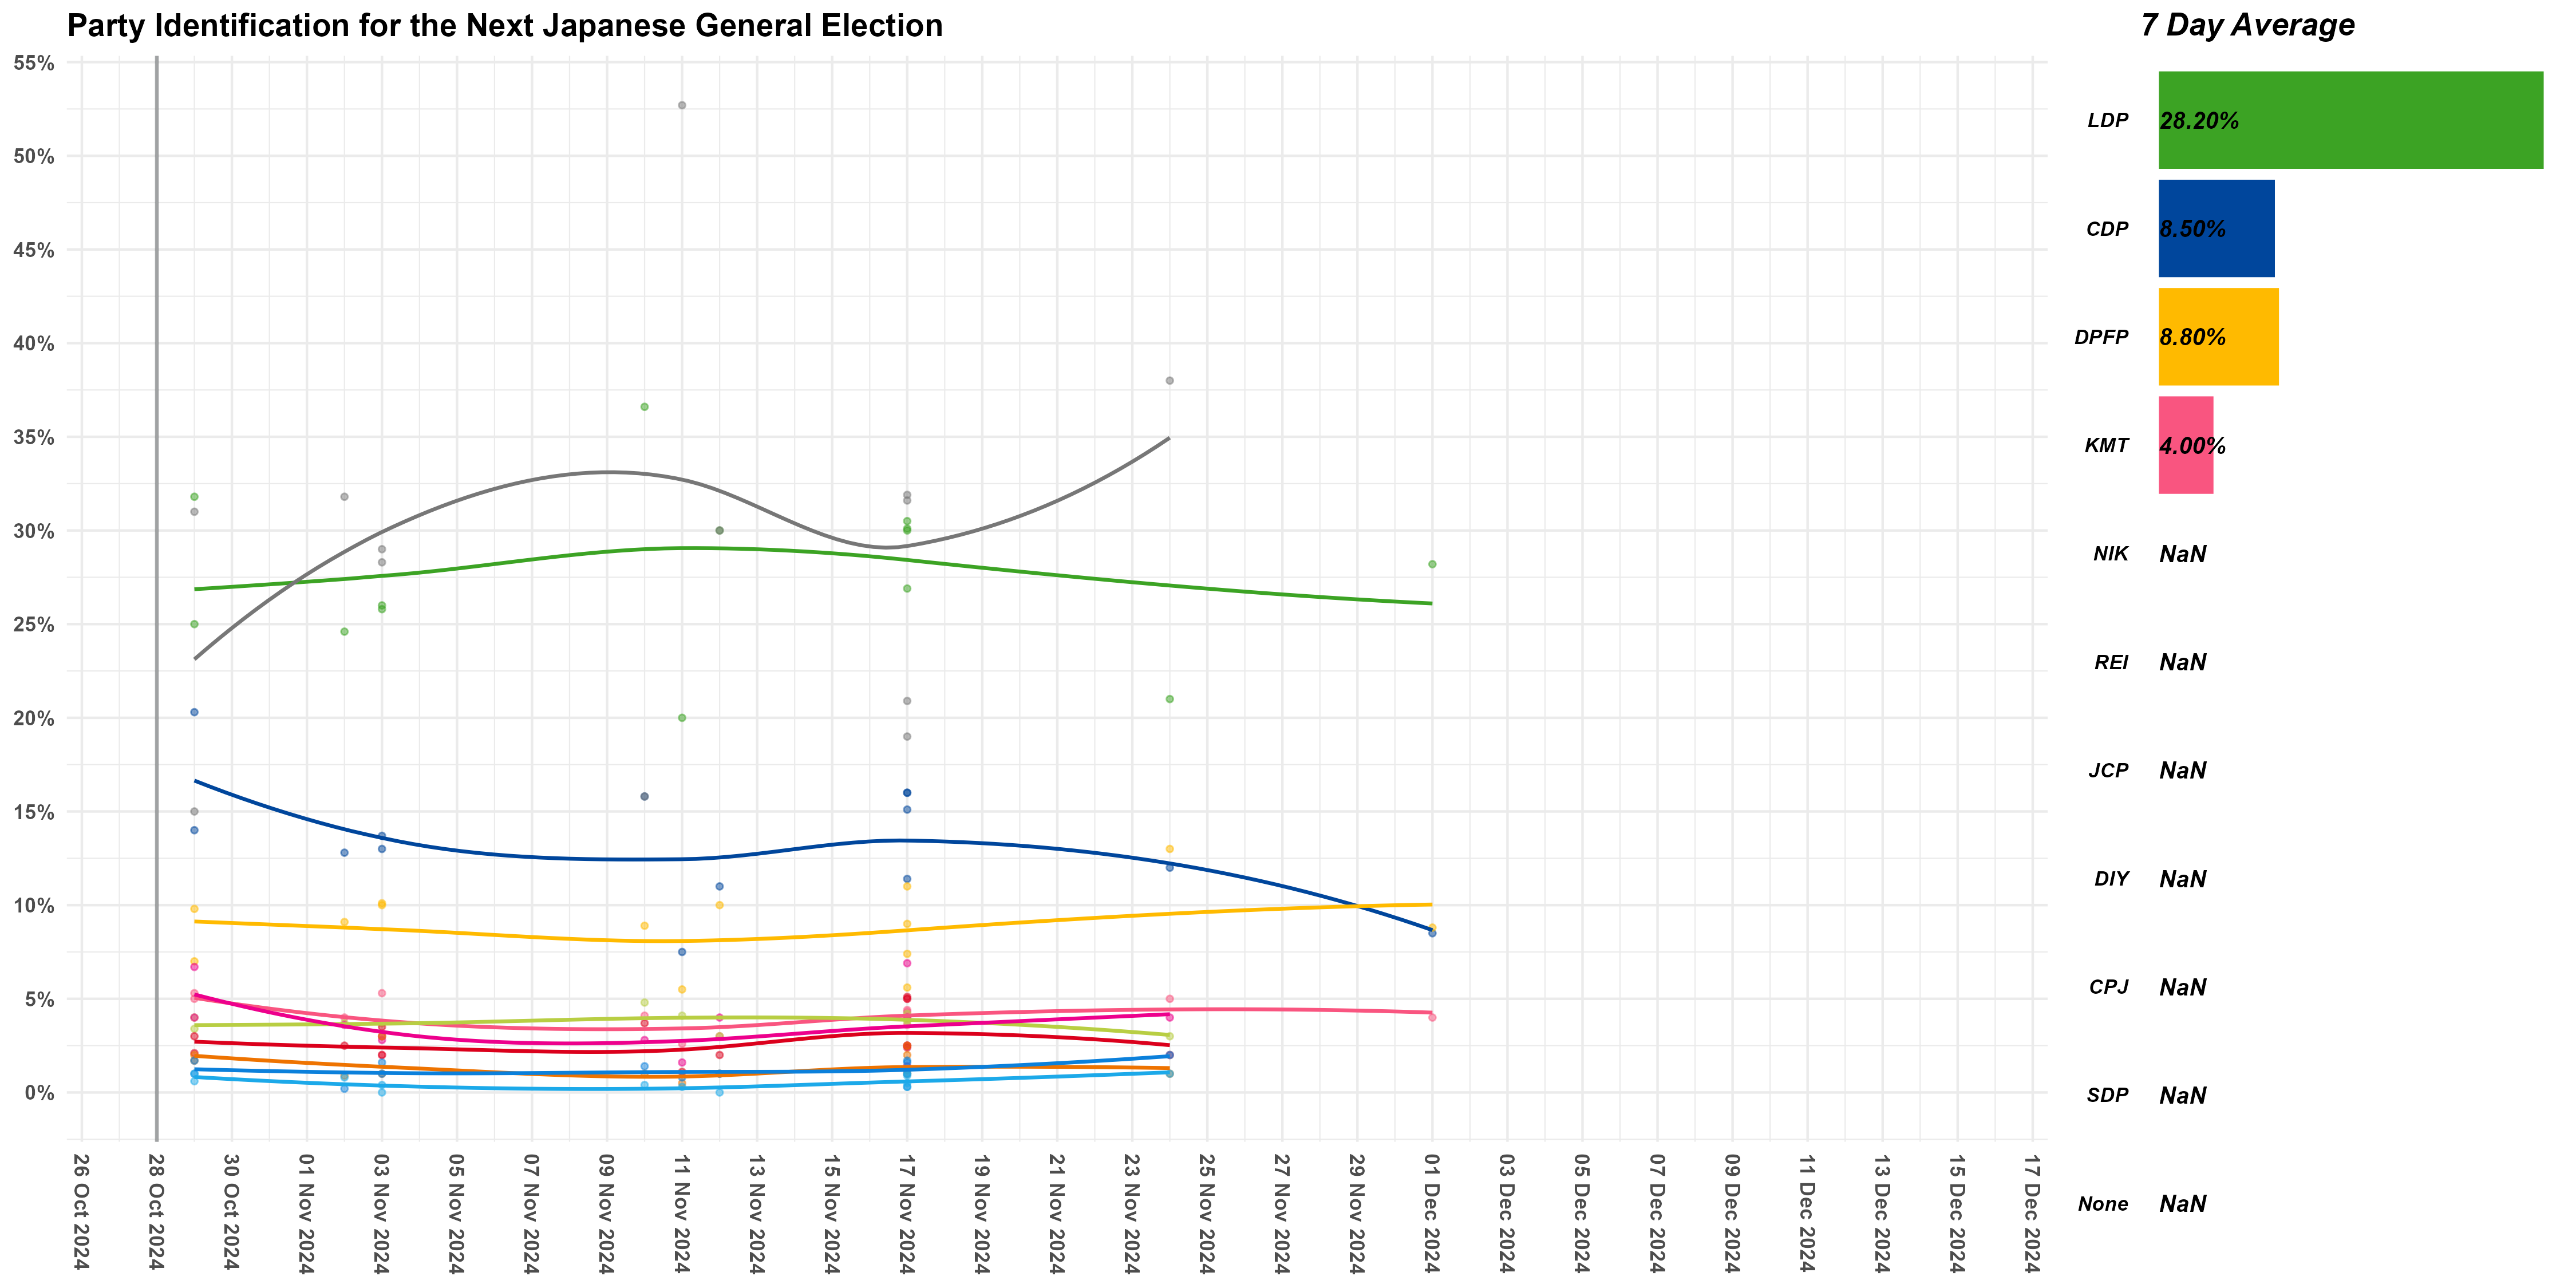 Party Identification for the Next Japanese General Election
7 Day Average
55%
50%
45%
40%
35%
30%
25%
20%
15%
10%
5%
0%
26 Oct 2024
28 Oct 2024
30 Oct 2024
01 Nov 2024
03 Nov 2024
05 Nov 2024
07 Nov 2024
09 Nov 2024
11 Nov 2024
13 Nov 2024
15 Nov 2024
17 Nov 2024
19 Nov 2024
21 Nov 2024
23 Nov 2024
25 Nov 2024
27 Nov 2024
29 Nov 2024
01 Dec 2024
03 Dec 2024
05 Dec 2024
07 Dec 2024
09 Dec 2024
11 Dec 2024
13 Dec 2024
15 Dec 2024
17 Dec 2024
LDP 28.20%
CDP 8.50%
DPFP 8.80%
KMT 4.00%
NIK NaN
REI NaN
JCP NaN
DIY NaN
CPJ NaN
SDP NaN
None NaN